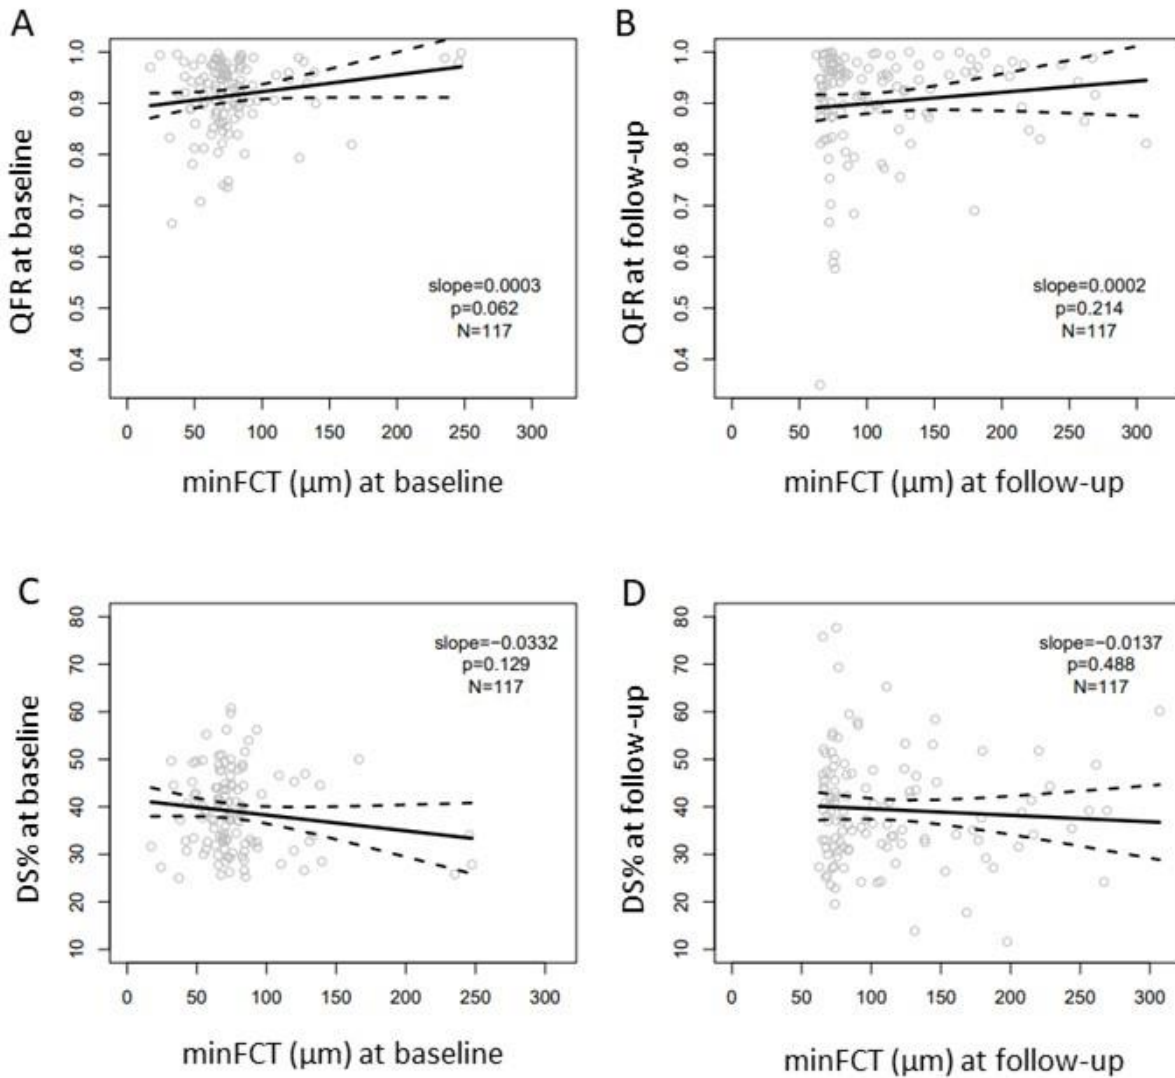 A
QFR at baseline
1.0
0.9
0.8
0.7
0.6
0.5
0.4
slope=0.0003
p=0.062
N=117
0 50 100 150 200 250 300
minFCT (μm) at baseline
B
QFR at follow-up
1.0
0.9
0.8
0.7
0.6
0.5
0.4
slope=0.0002
p=0.214
N=117
0 50 100 150 200 250 300
minFCT (μm) at follow-up
C
DS% at baseline
80
70
60
50
40
30
20
10
slope=−0.0332
p=0.129
N=117
0 50 100 150 200 250 300
minFCT (μm) at baseline
D
DS% at follow-up
80
70
60
50
40
30
20
10
slope=−0.0137
p=0.488
N=117
0 50 100 150 200 250 300
minFCT (μm) at follow-up